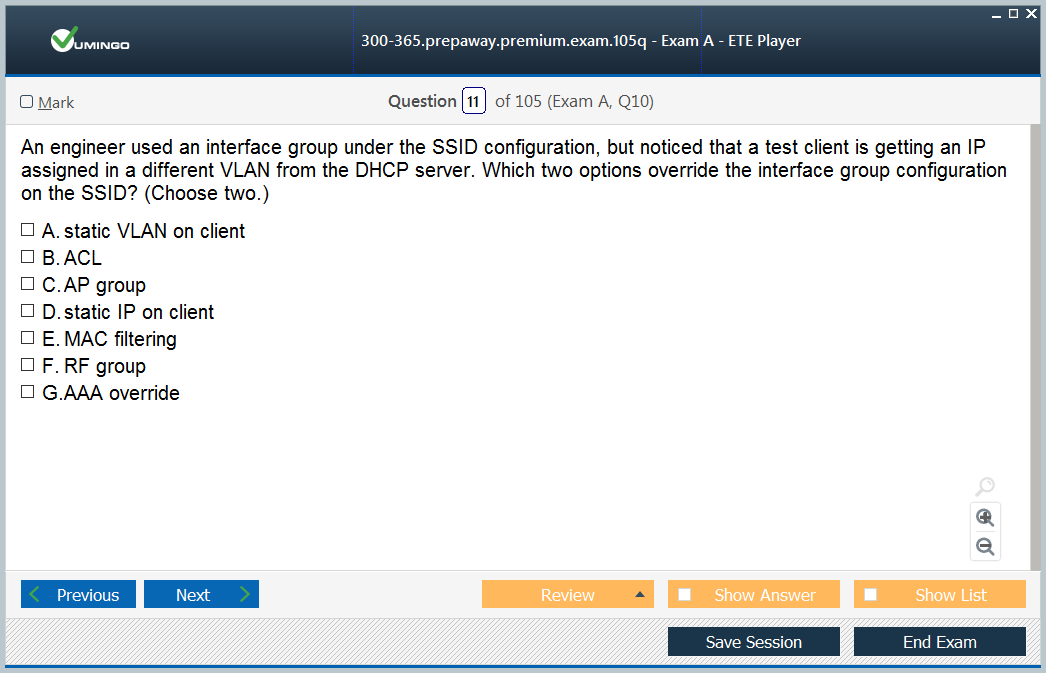 VUMINGO
300-365.prepaway.premium.exam.105q - Exam A - ETE Player
Mark
Question 11 of 105 (Exam A, Q10)
An engineer used an interface group under the SSID configuration, but noticed that a test client is getting an IP
assigned in a different VLAN from the DHCP server. Which two options override the interface group configuration
on the SSID? (Choose two.)
A. static VLAN on client
B. ACL
C. AP group
D. static IP on client
E. MAC filtering
F. RF group
G. AAA override
Previous Next Review Show Answer Show List
Save Session End Exam